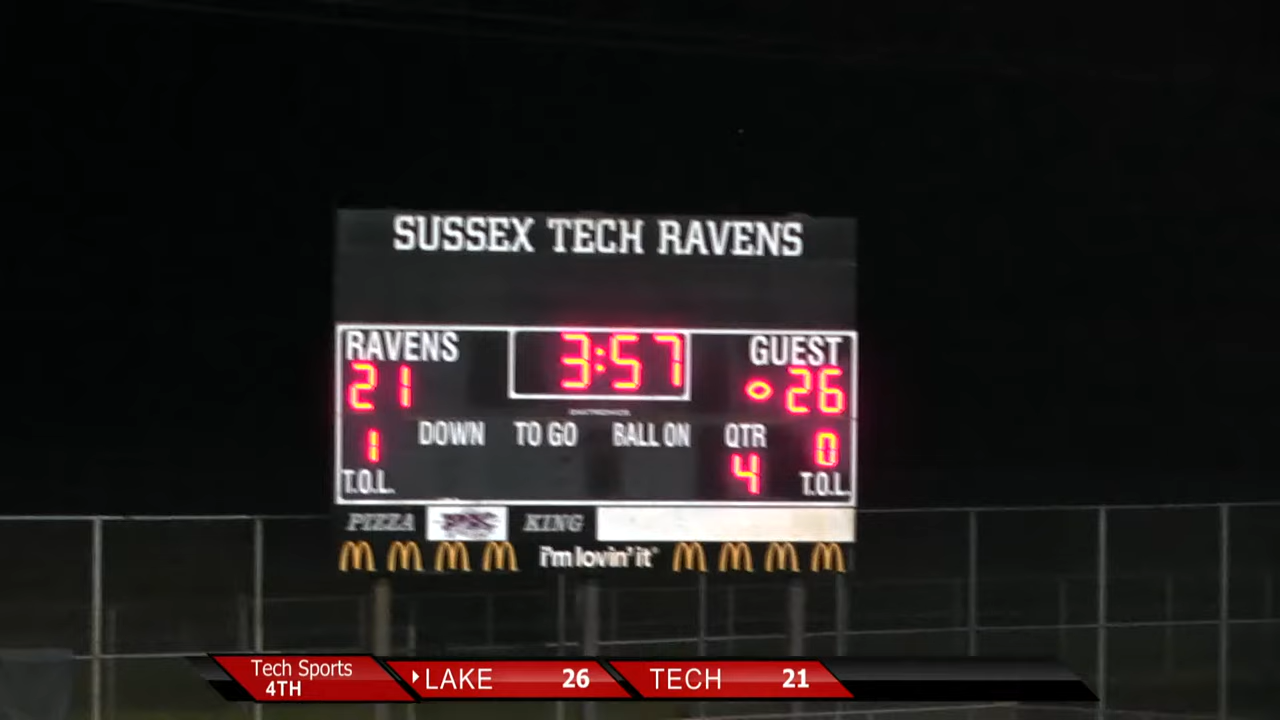 SUSSEX TECH RAVENS
RAVENS 3:57 GUEST
21 26
DOWN TO GO BALL ON QTR
1 4 0
T.O.L. T.O.L.
PIZZA KING
i'm lovin' it
Tech Sports
4TH
LAKE 26 TECH 21